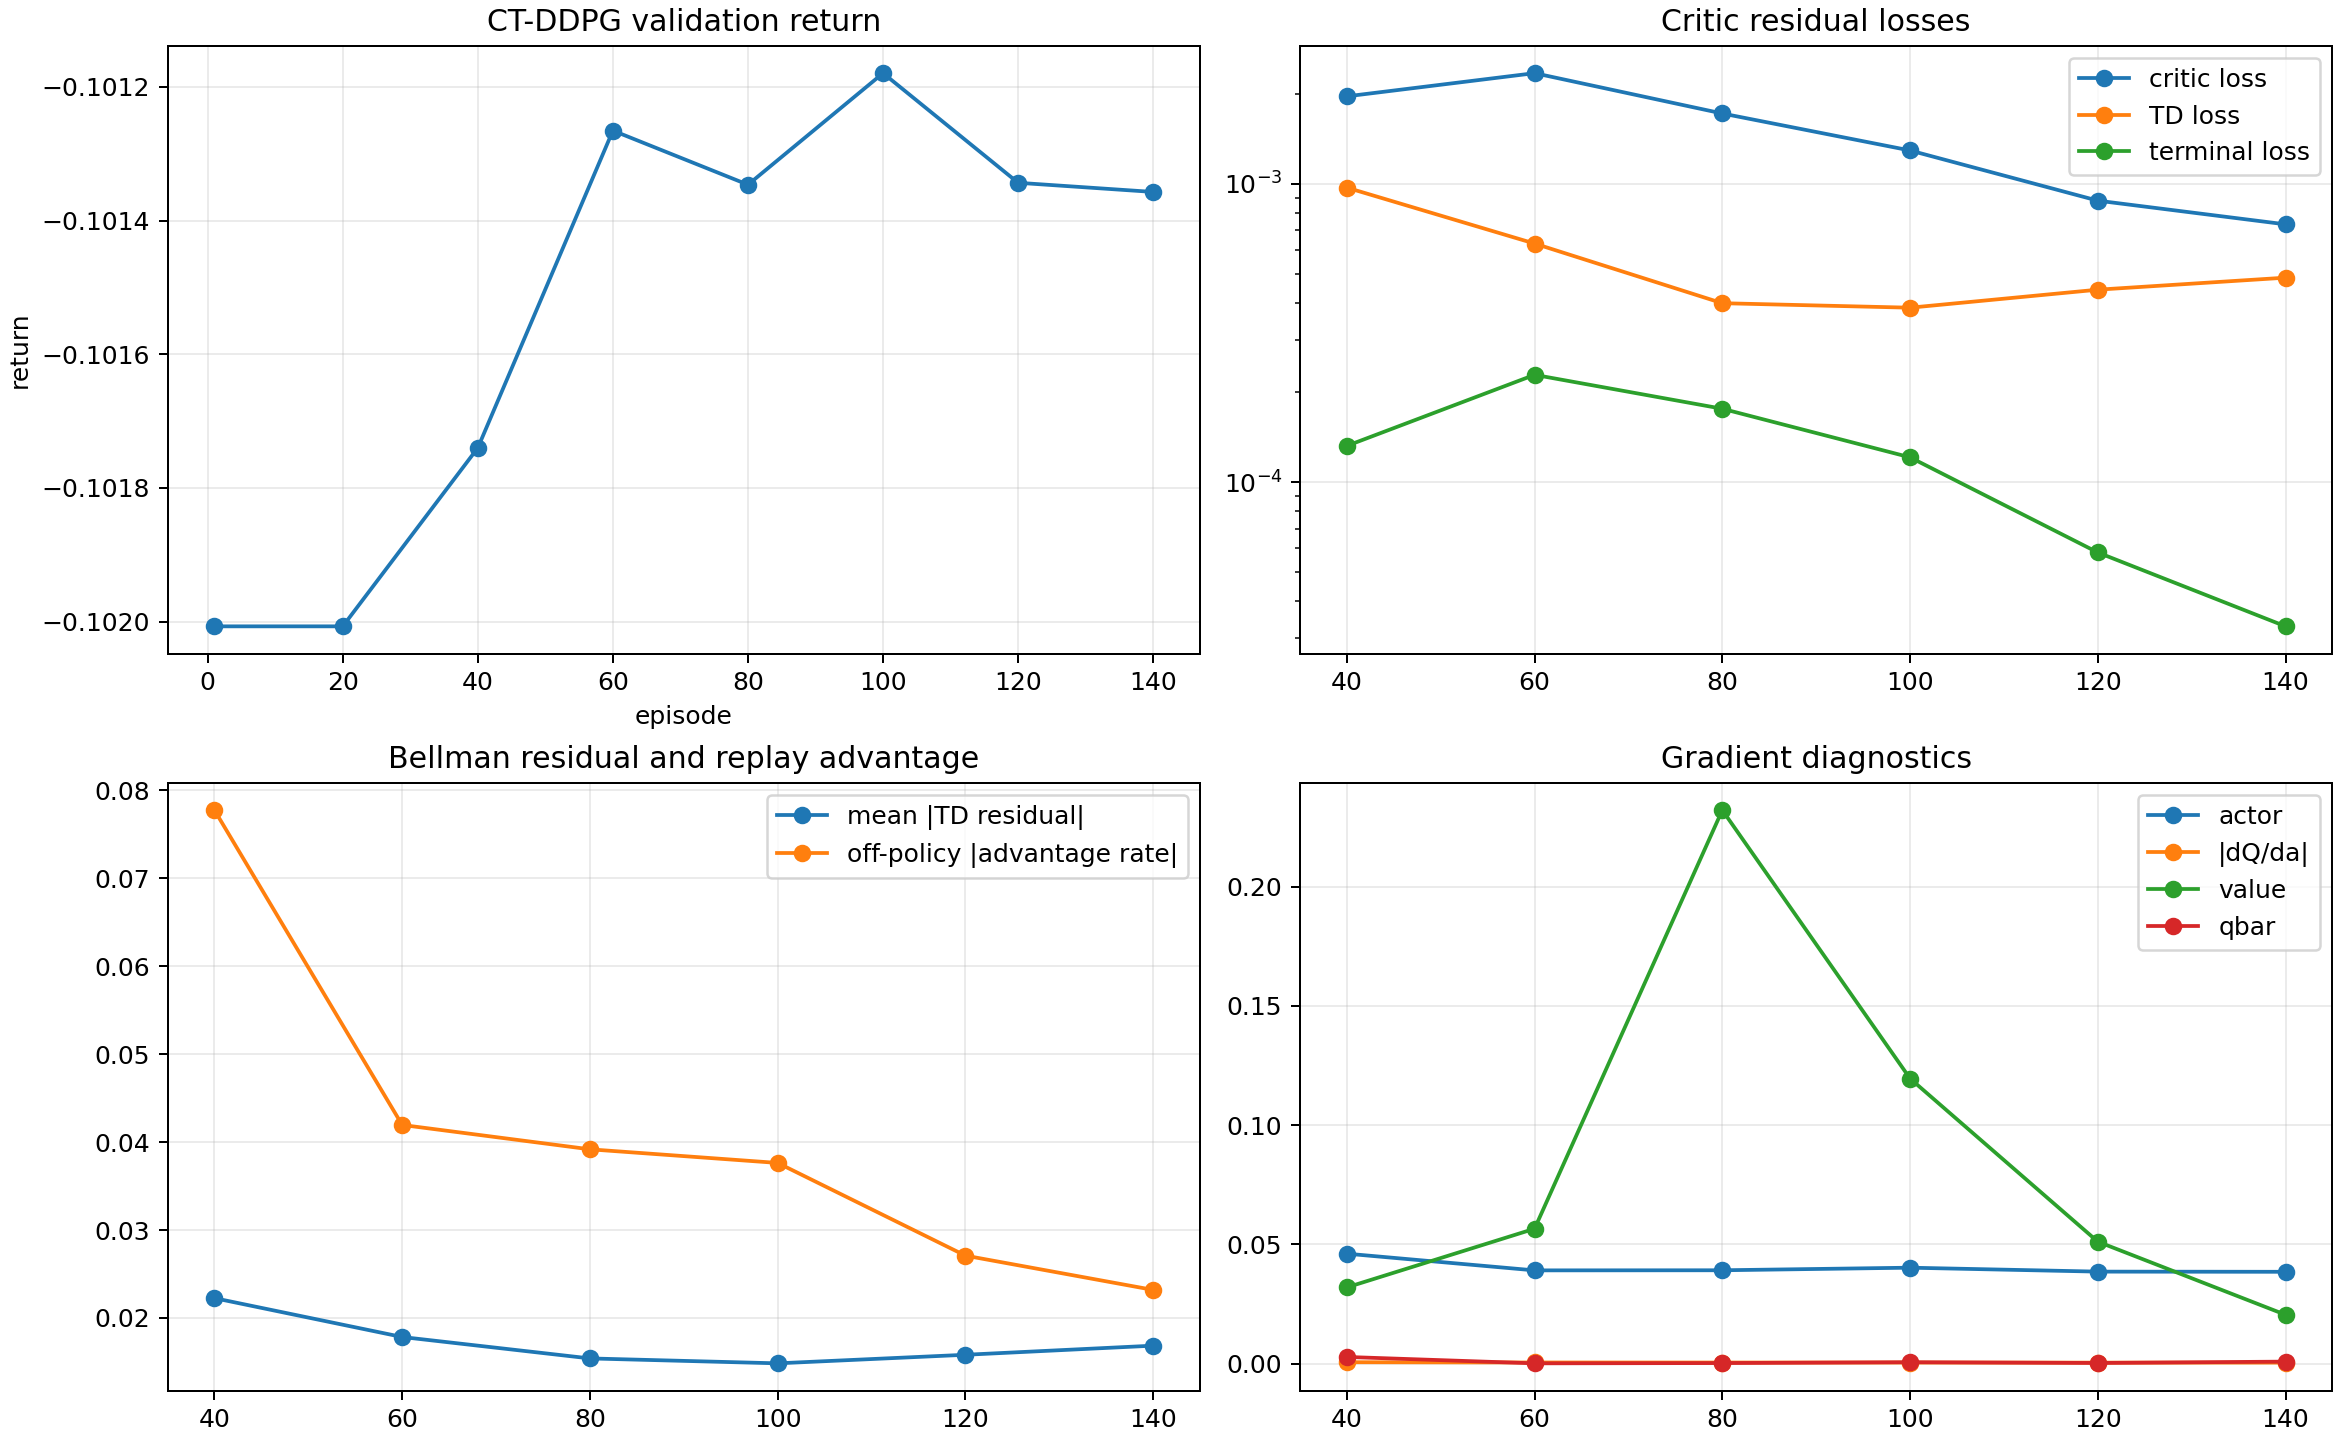 CT-DDPG validation return
−0.1012
−0.1014
−0.1016
−0.1018
−0.1020
return
0 20 40 60 80 100 120 140
episode
Critic residual losses
critic loss
TD loss
terminal loss
10⁻³
10⁻⁴
40 60 80 100 120 140
Bellman residual and replay advantage
mean |TD residual|
off-policy |advantage rate|
0.08
0.07
0.06
0.05
0.04
0.03
0.02
40 60 80 100 120 140
Gradient diagnostics
actor
|dQ/da|
value
qbar
0.20
0.15
0.10
0.05
0.00
40 60 80 100 120 140